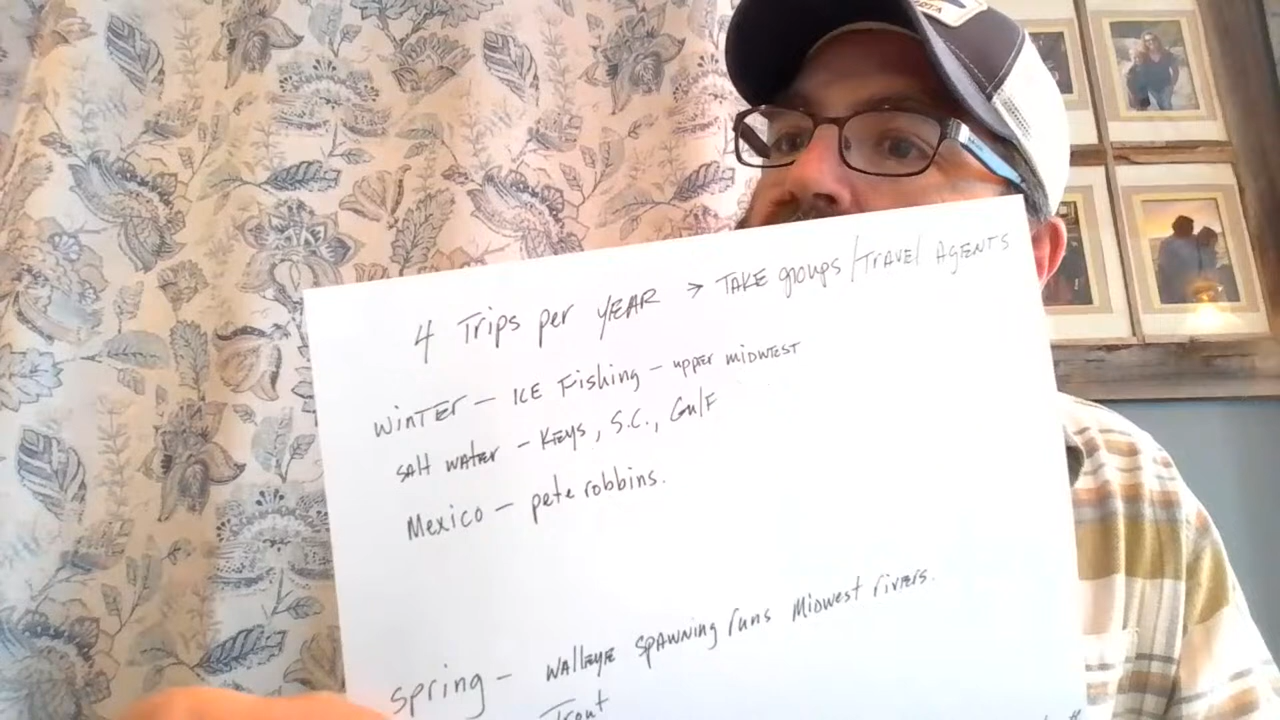 4 Trips per YEAR > TAKE groups/TRAVEL AGENTS
WINTER - ICE Fishing - upper midwest
salt water - Keys, S.C., Gulf
Mexico - pete robbins.
spring - walleye spawning runs Midwest rivers.
Trout